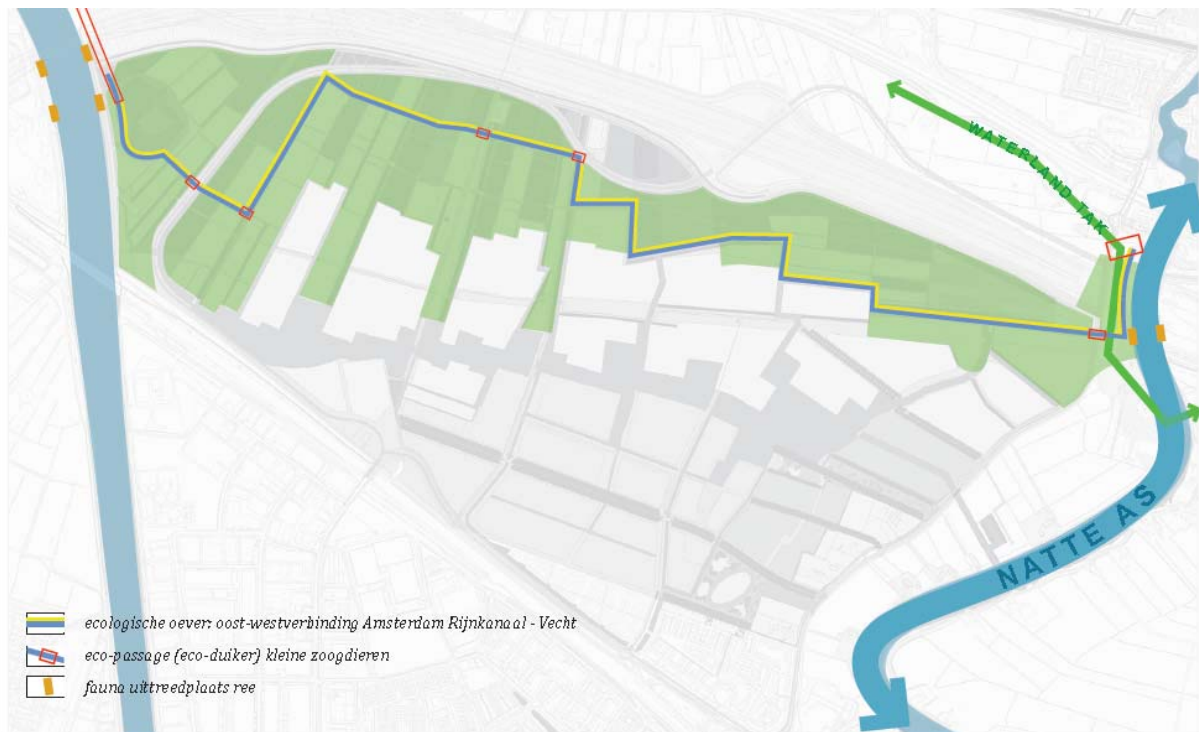 WATERLAND TAK
NATTE AS
ecologische oever: oost-westverbinding Amsterdam Rijnkanaal - Vecht
eco-passage (eco-duiker) kleine zoogdieren
fauna uittreedplaats ree